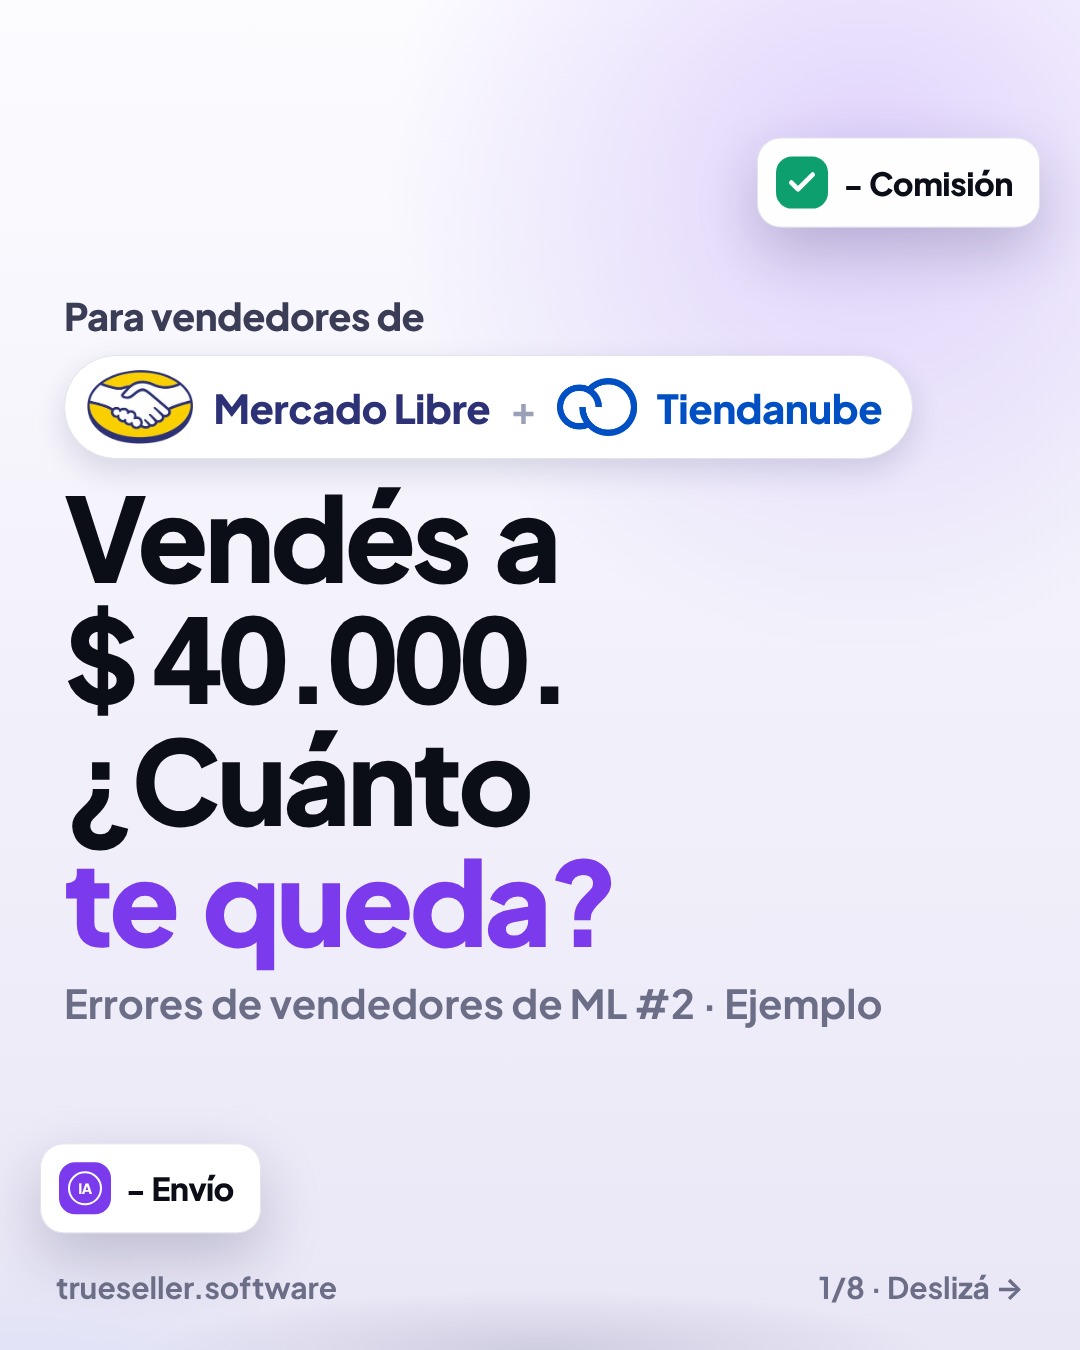 – Comisión
Para vendedores de
Mercado Libre + Tiendanube
Vendés a
$ 40.000.
¿Cuánto
te queda?
Errores de vendedores de ML #2 · Ejemplo
IA – Envío
trueseller.software
1/8 · Deslizá →